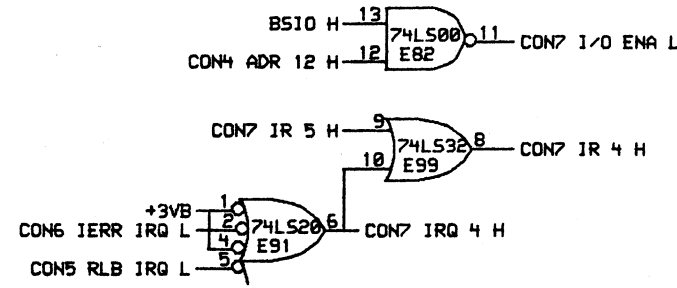 BSIO H 13 74LS00 11 CON7 I/O ENA L
CON4 ADR 12 H 12 E82
CON7 IR 5 H 9 74LS32 8 CON7 IR 4 H
10 E99
+3VB 1
CON6 IERR IRQ L 2 74LS20 6 CON7 IRQ 4 H
4 E91
CON5 RLB IRQ L 5